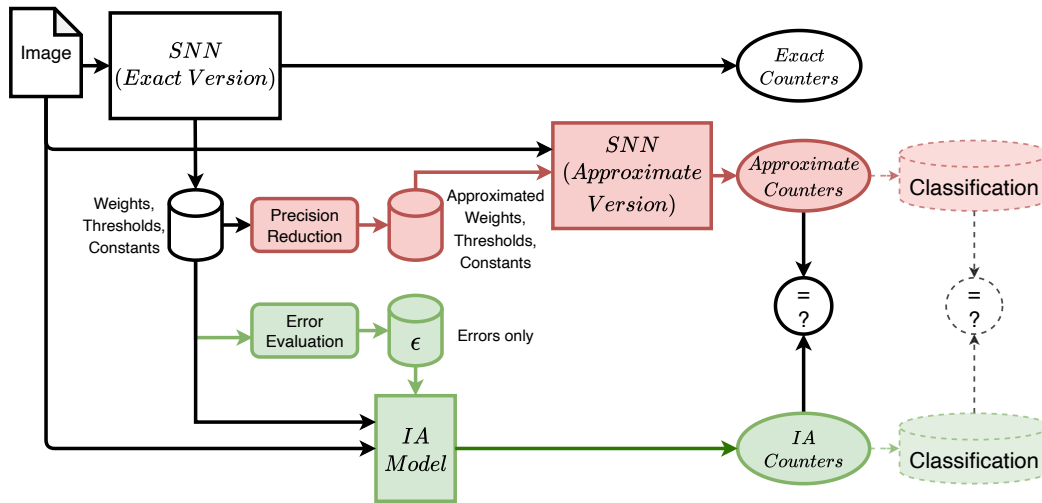 Image
SNN
(Exact Version)
Exact
Counters
SNN
(Approximate
Version)
Approximate
Counters
Classification
Weights,
Thresholds,
Constants
Precision
Reduction
Approximated
Weights,
Thresholds,
Constants
=
?
=
?
Error
Evaluation
ϵ
Errors only
IA
Model
IA
Counters
Classification